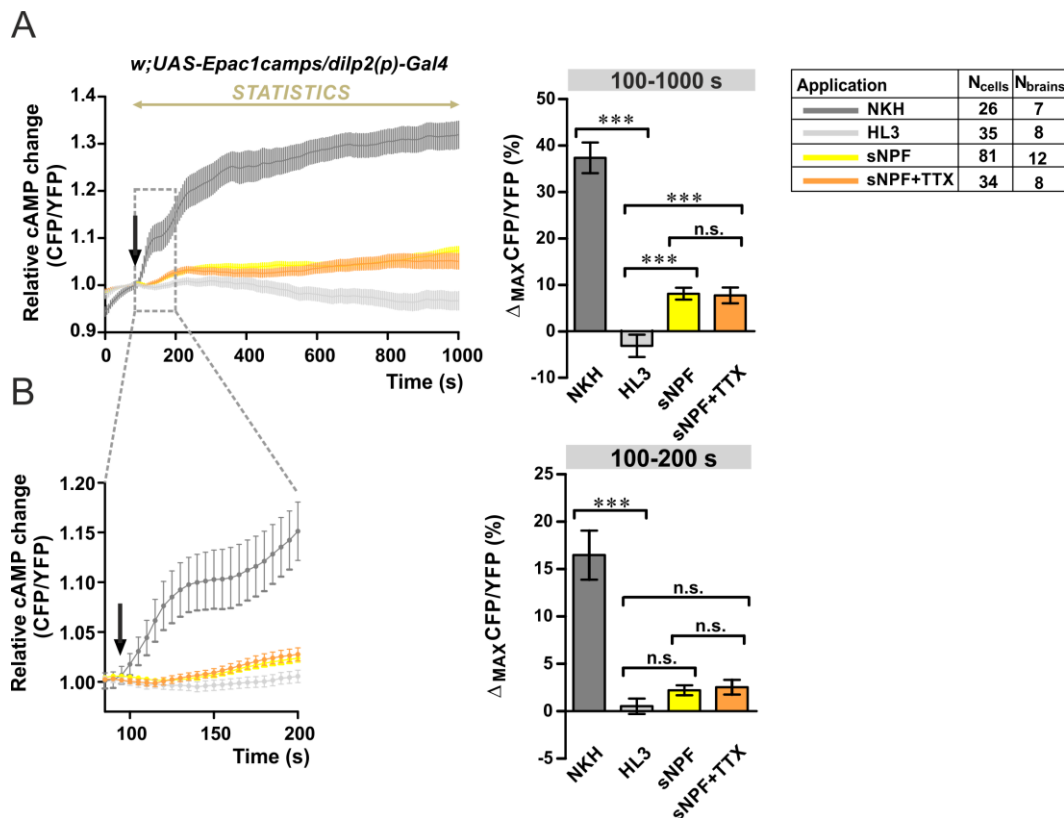 A
w;UAS-Epac1camps/dilp2(p)-Gal4
STATISTICS
Relative cAMP change
(CFP/YFP)
1.4
1.3
1.2
1.1
1.0
0.9
0 200 400 600 800 1000
Time (s)
100-1000 s
Δ MAX CFP/YFP (%)
50
40
30
20
10
0
-10
***
***
n.s.
***
NKH
HL3
sNPF
sNPF+TTX
Application Ncells Nbrains
NKH 26 7
HL3 35 8
sNPF 81 12
sNPF+TTX 34 8
B
Relative cAMP change
(CFP/YFP)
1.20
1.15
1.10
1.05
1.00
100 150 200
Time (s)
100-200 s
Δ MAX CFP/YFP (%)
25
20
15
10
5
0
-5
***
n.s.
n.s.
n.s.
NKH
HL3
sNPF
sNPF+TTX